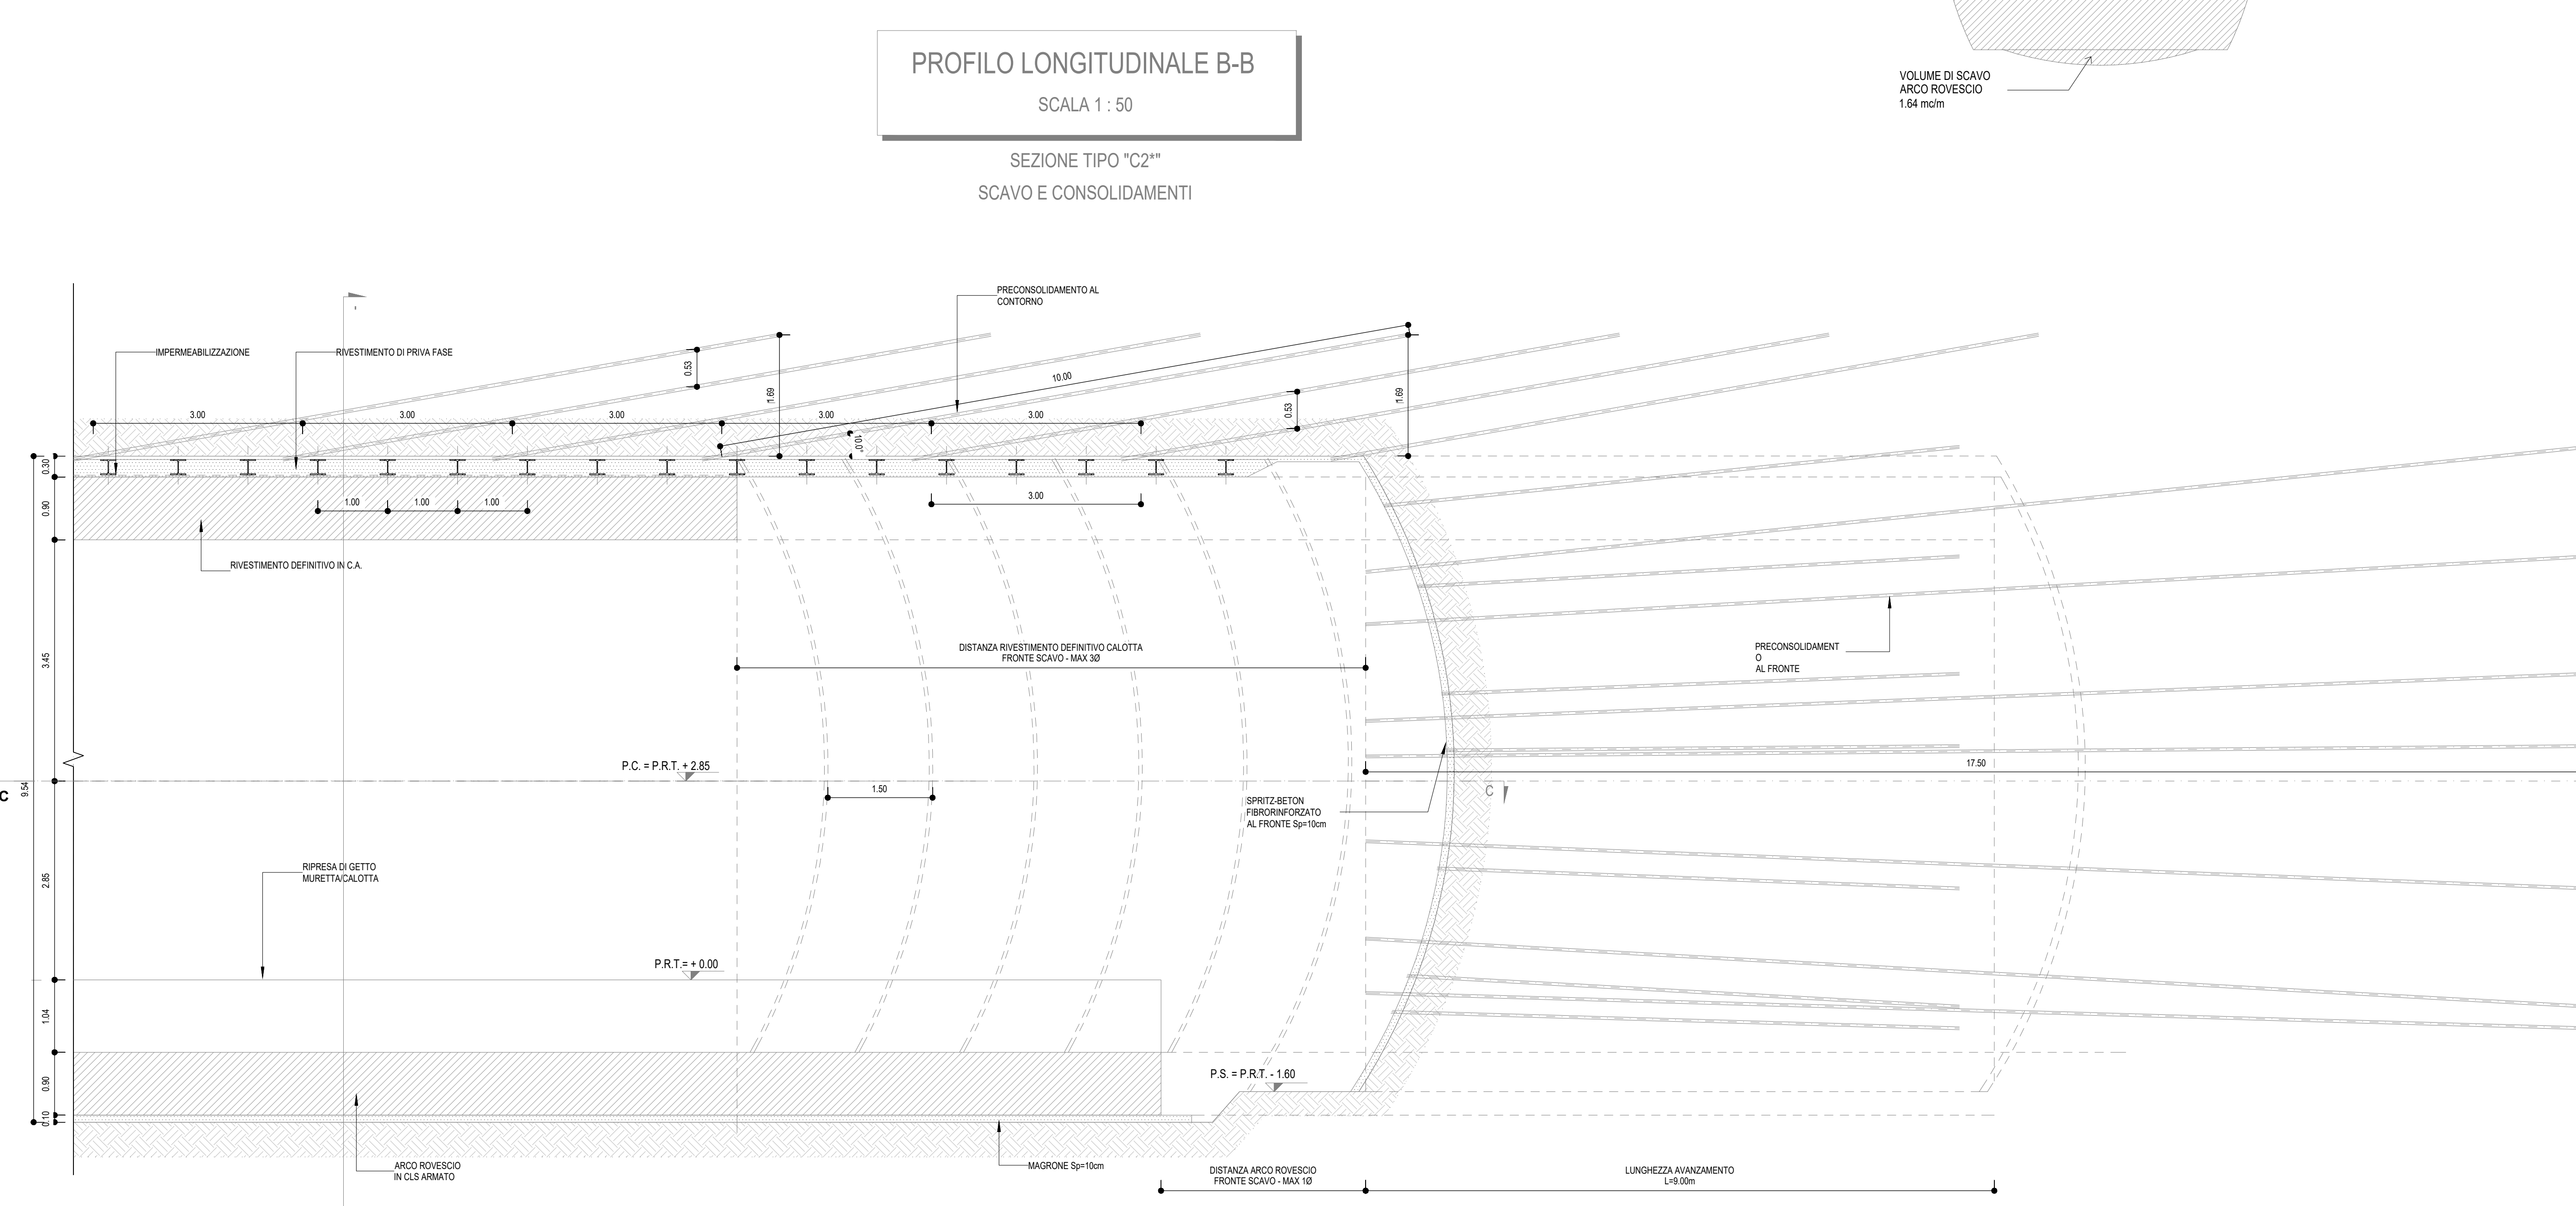 PROFILO LONGITUDINALE B-B
SCALA 1 : 50
SEZIONE TIPO "C2*"
SCAVO E CONSOLIDAMENTI
VOLUME DI SCAVO
ARCO ROVESCIO
1.64 mc/m
PRECONSOLIDAMENTO AL
CONTORNO
IMPERMEABILIZZAZIONE
RIVESTIMENTO DI PRIVA FASE
0.53
1.69
10.00
0.53
1.69
3.00
3.00
3.00
3.00
3.00
10.0°
0.30
0.90
1.00
1.00
1.00
3.00
RIVESTIMENTO DEFINITIVO IN C.A.
3.45
DISTANZA RIVESTIMENTO DEFINITIVO CALOTTA
FRONTE SCAVO - MAX 3Ø
PRECONSOLIDAMENT
O
AL FRONTE
P.C. = P.R.T. + 2.85
17.50
C
9.54
1.50
C
SPRITZ-BETON
FIBRORINFORZATO
AL FRONTE Sp=10cm
RIPRESA DI GETTO
MURETTA/CALOTTA
2.85
P.R.T.= + 0.00
1.04
P.S. = P.R.T. - 1.60
0.90
0.10
ARCO ROVESCIO
IN CLS ARMATO
MAGRONE Sp=10cm
DISTANZA ARCO ROVESCIO
FRONTE SCAVO - MAX 1Ø
LUNGHEZZA AVANZAMENTO
L=9.00m